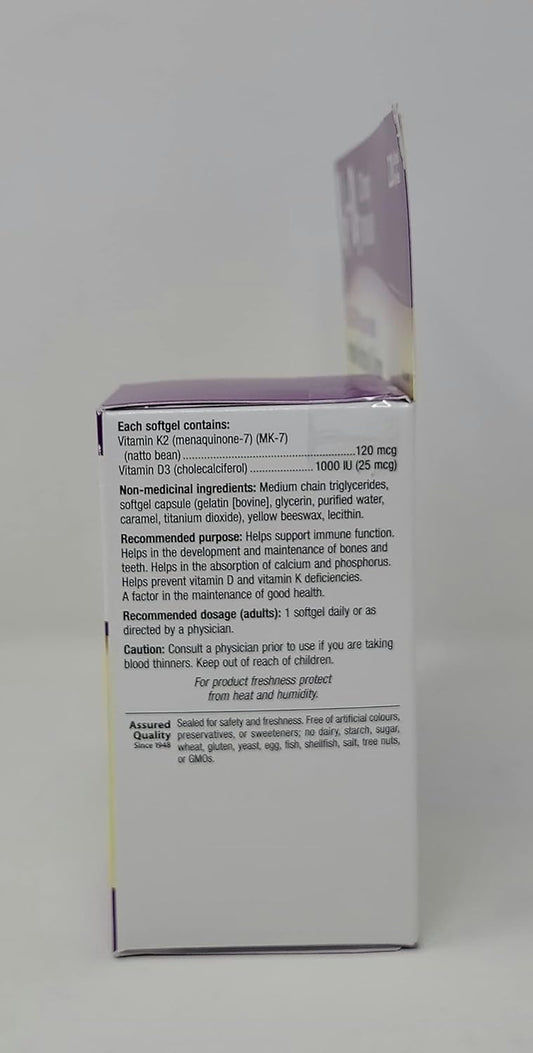 Each softgel contains:
Vitamin K2 (menaquinone-7) (MK-7)
(natto bean)..........................................................120 mcg
Vitamin D3 (cholecalciferol) ..................... 1000 IU (25 mcg)
Non-medicinal ingredients: Medium chain triglycerides,
softgel capsule (gelatin [bovine], glycerin, purified water,
caramel, titanium dioxide), yellow beeswax, lecithin.
Recommended purpose: Helps support immune function.
Helps in the development and maintenance of bones and
teeth. Helps in the absorption of calcium and phosphorus.
Helps prevent vitamin D and vitamin K deficiencies.
A factor in the maintenance of good health.
Recommended dosage (adults): 1 softgel daily or as
directed by a physician.
Caution: Consult a physician prior to use if you are taking
blood thinners. Keep out of reach of children.
For product freshness protect
from heat and humidity.
Assured
Quality
Since 1948
Sealed for safety and freshness. Free of artificial colours,
preservatives, or sweeteners; no dairy, starch, sugar,
wheat, gluten, yeast, egg, fish, shellfish, salt, tree nuts,
or GMOs.